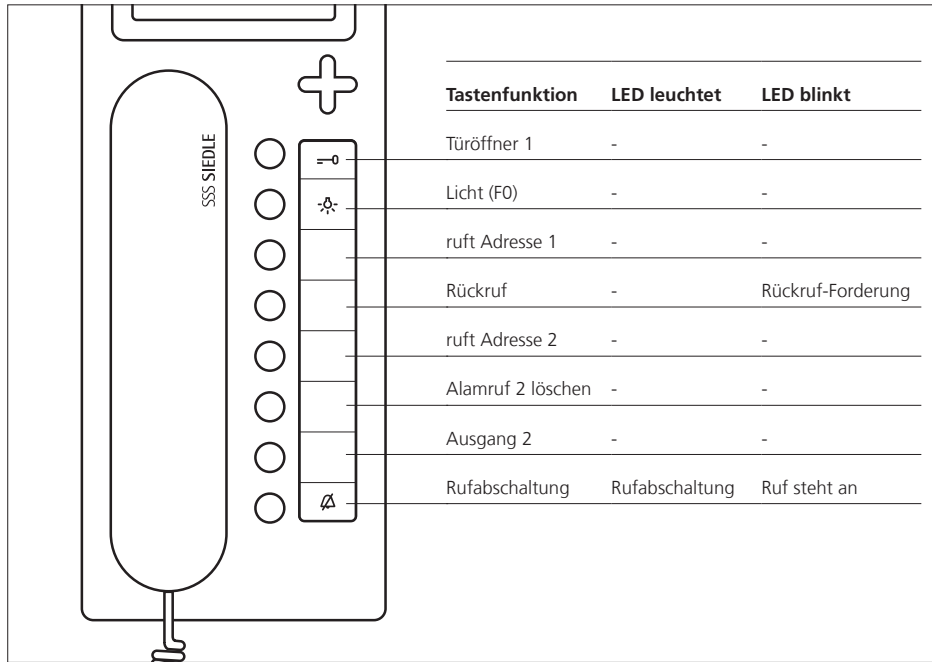 SSS SIEDLE
Tastenfunktion LED leuchtet LED blinkt
Türöffner 1 - -
Licht (F0) - -
ruft Adresse 1 - -
Rückruf - Rückruf-Forderung
ruft Adresse 2 - -
Alamruf 2 löschen - -
Ausgang 2 - -
Rufabschaltung Rufabschaltung Ruf steht an